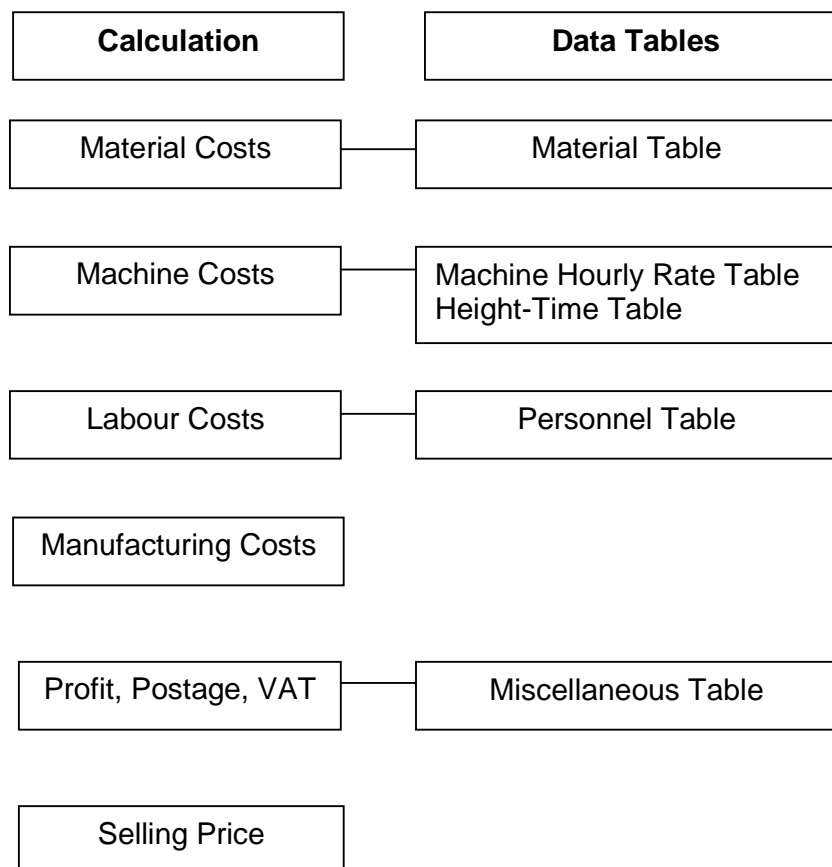 Calculation
Data Tables
Material Costs
Material Table
Machine Costs
Machine Hourly Rate Table
Height-Time Table
Labour Costs
Personnel Table
Manufacturing Costs
Profit, Postage, VAT
Miscellaneous Table
Selling Price